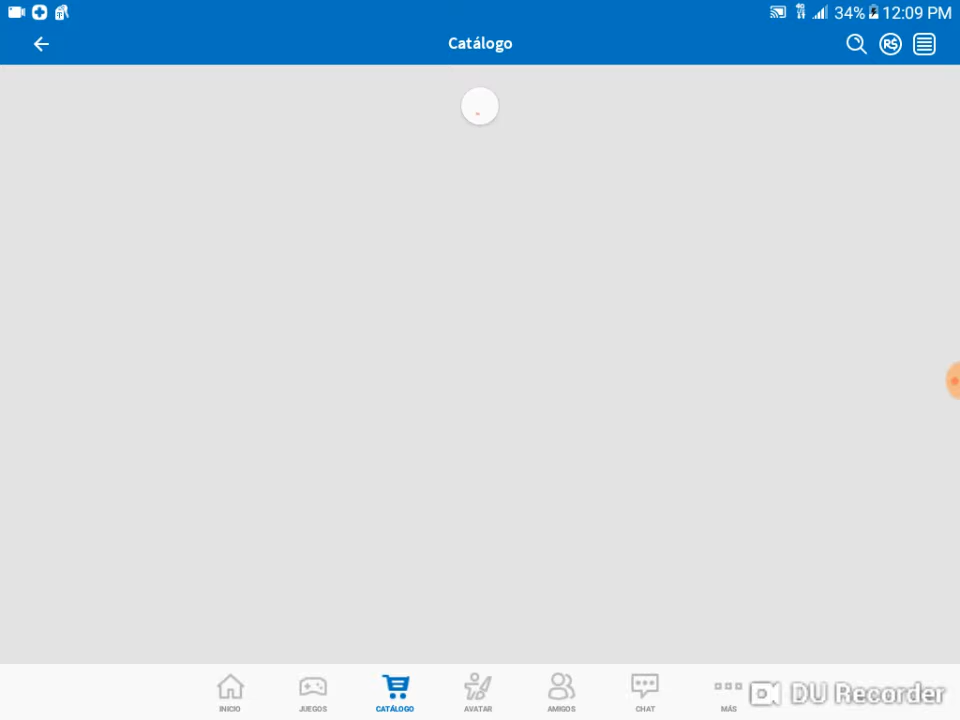 34% 12:09 PM
Catálogo
R$
INICIO
JUEGOS
CATÁLOGO
AVATAR
AMIGOS
CHAT
MÁS
DU Recorder